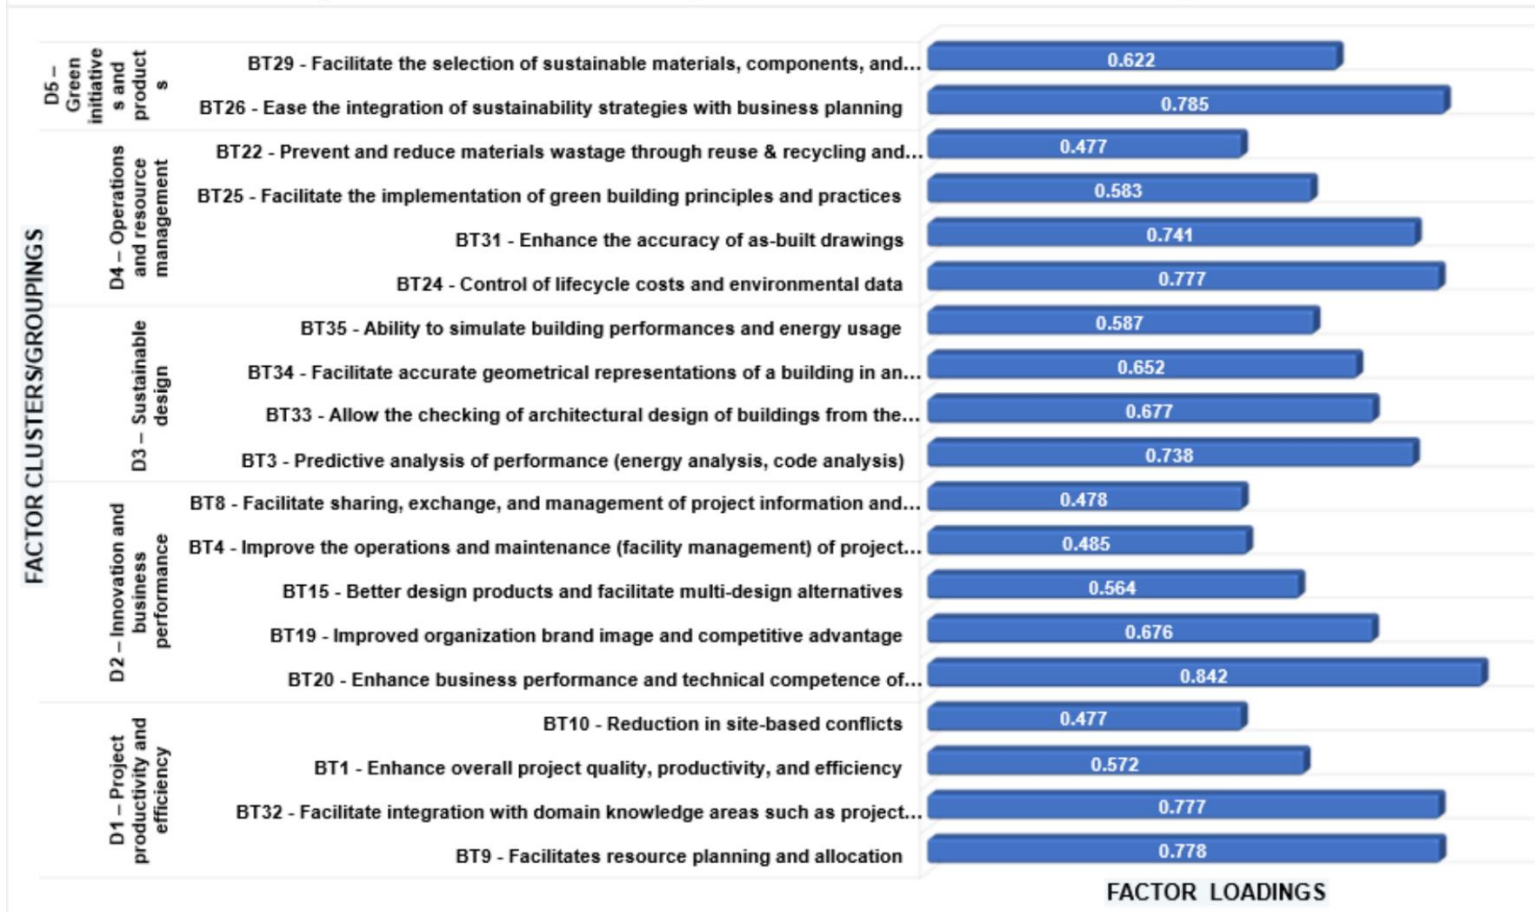 FACTOR CLUSTERS/GROUPINGS
D5 –
Green
initiative
s and
product
s
BT29 - Facilitate the selection of sustainable materials, components, and...
0.622
BT26 - Ease the integration of sustainability strategies with business planning
0.785
D4 – Operations
and resource
management
BT22 - Prevent and reduce materials wastage through reuse & recycling and...
0.477
BT25 - Facilitate the implementation of green building principles and practices
0.583
BT31 - Enhance the accuracy of as-built drawings
0.741
BT24 - Control of lifecycle costs and environmental data
0.777
D3 – Sustainable
design
BT35 - Ability to simulate building performances and energy usage
0.587
BT34 - Facilitate accurate geometrical representations of a building in an...
0.652
BT33 - Allow the checking of architectural design of buildings from the...
0.677
BT3 - Predictive analysis of performance (energy analysis, code analysis)
0.738
D2 – Innovation and
business
performance
BT8 - Facilitate sharing, exchange, and management of project information and...
0.478
BT4 - Improve the operations and maintenance (facility management) of project...
0.485
BT15 - Better design products and facilitate multi-design alternatives
0.564
BT19 - Improved organization brand image and competitive advantage
0.676
BT20 - Enhance business performance and technical competence of...
0.842
D1 – Project
productivity and
efficiency
BT10 - Reduction in site-based conflicts
0.477
BT1 - Enhance overall project quality, productivity, and efficiency
0.572
BT32 - Facilitate integration with domain knowledge areas such as project...
0.777
BT9 - Facilitates resource planning and allocation
0.778
FACTOR LOADINGS